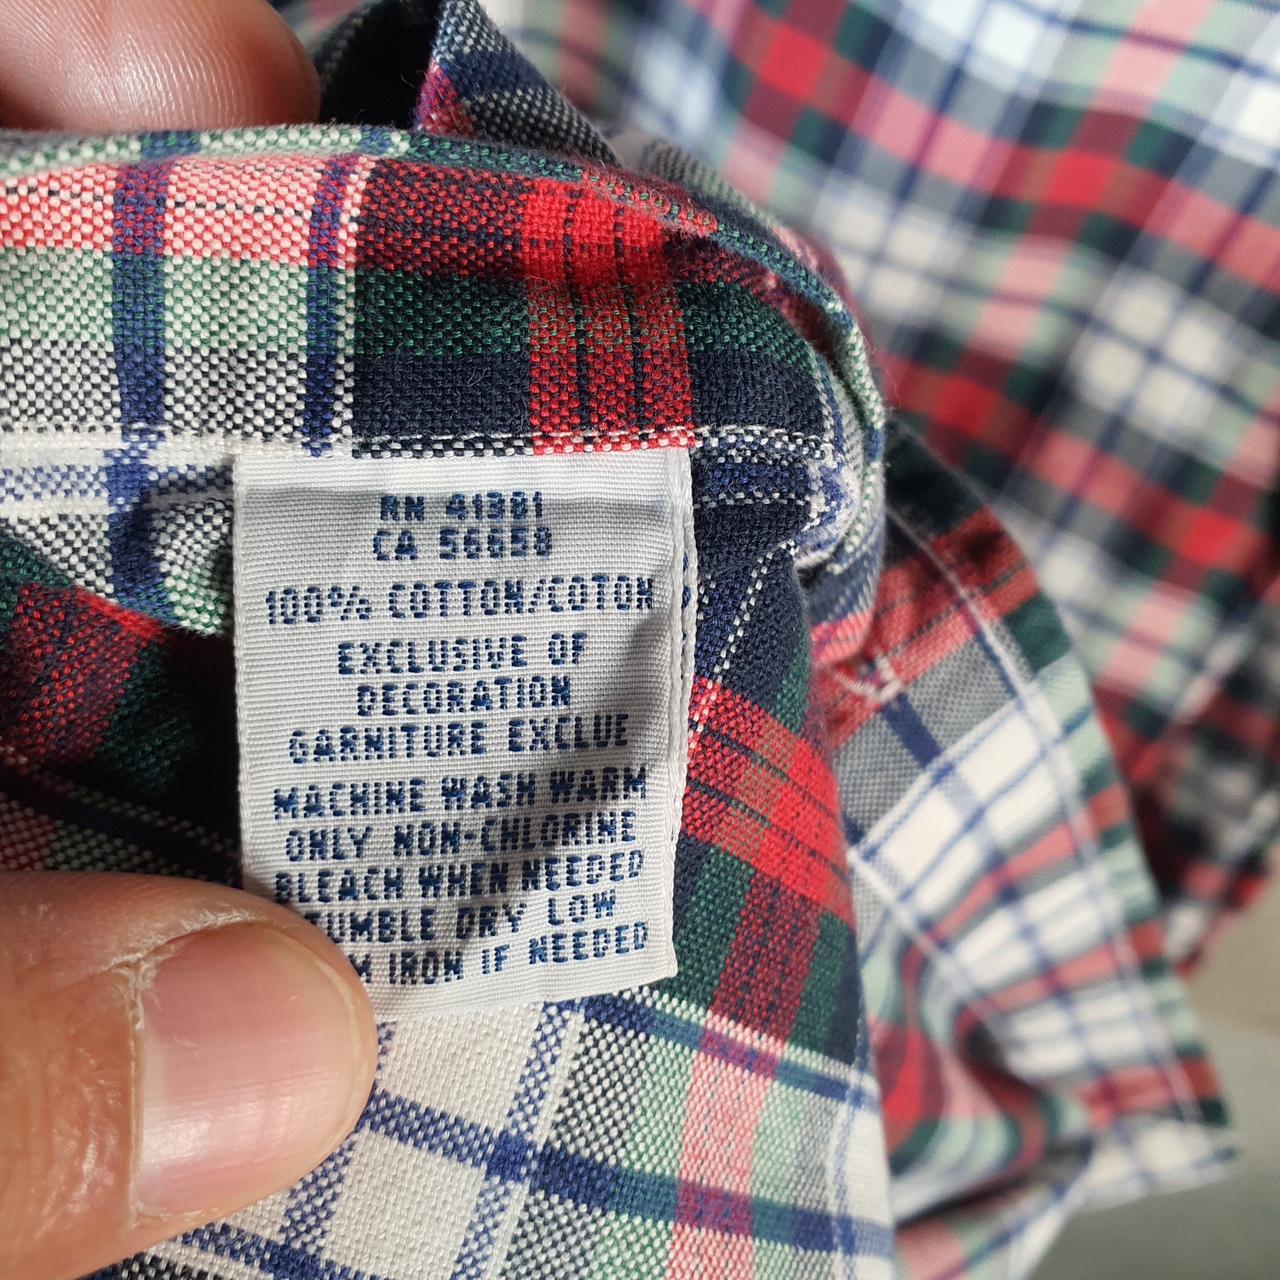 RN 41381
CA 56858
100% COTTON/COTON
EXCLUSIVE OF
DECORATION
GARNITURE EXCLUE
MACHINE WASH WARM
ONLY NON-CHLORINE
BLEACH WHEN NEEDED
TUMBLE DRY LOW
IRON IF NEEDED